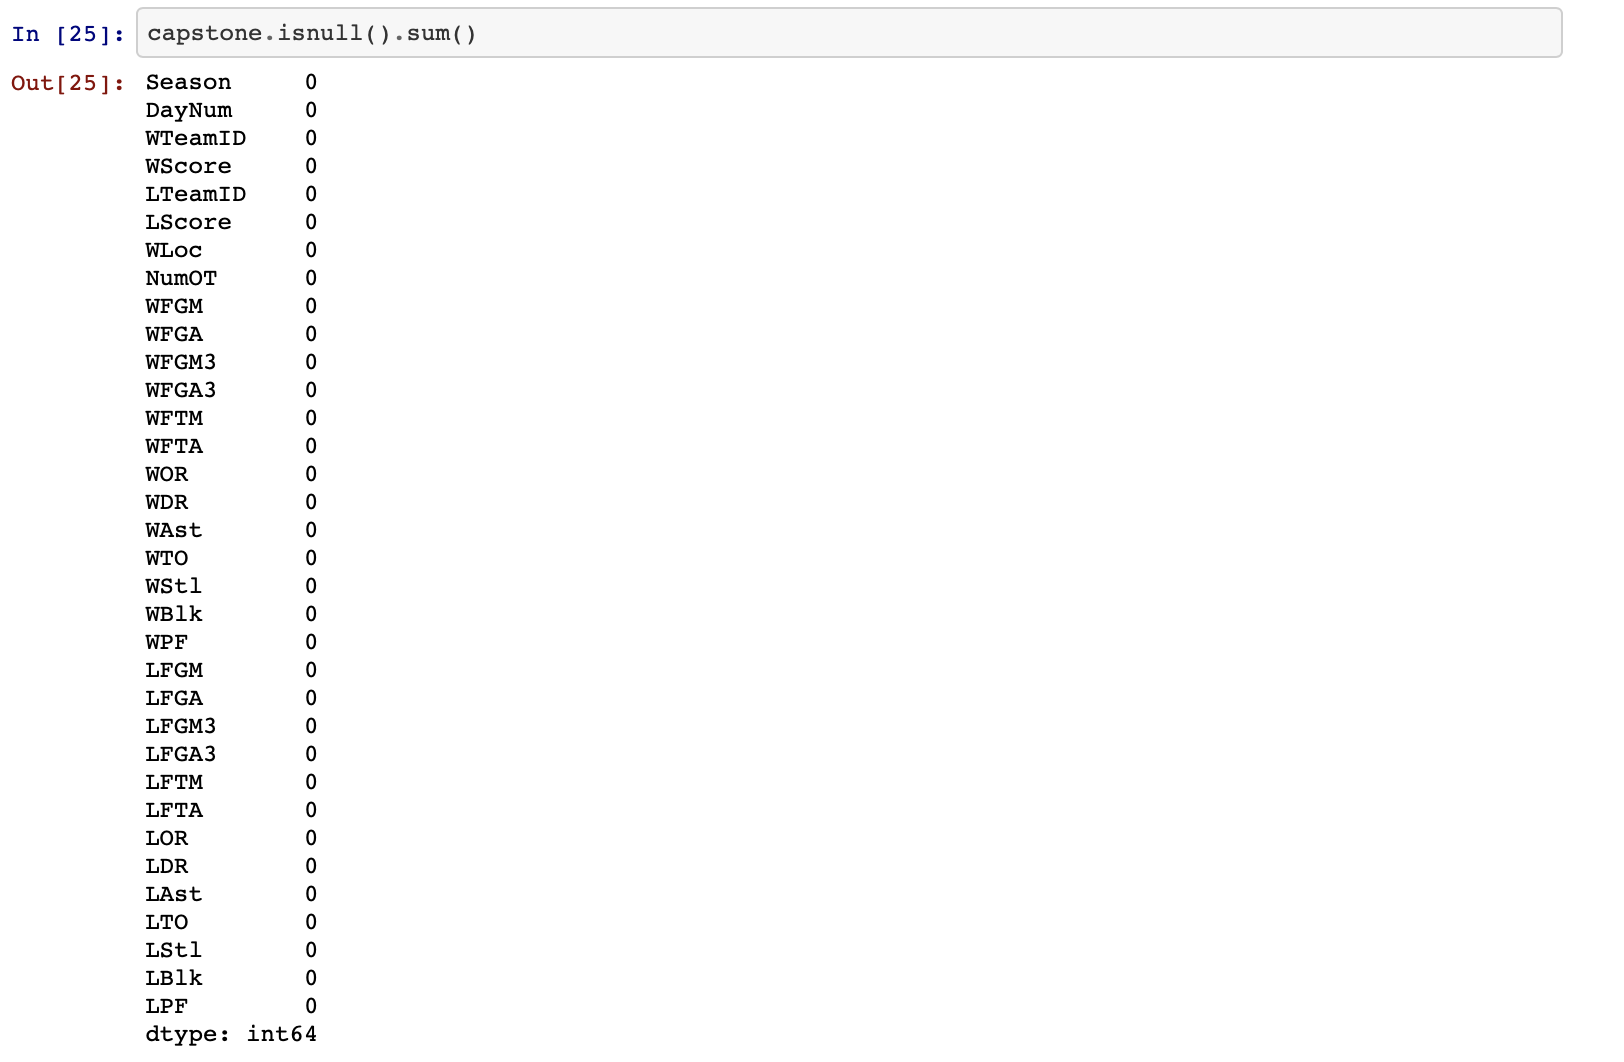 In [25]: capstone.isnull().sum()
Out[25]: Season 0
DayNum 0
WTeamID 0
WScore 0
LTeamID 0
LScore 0
WLoc 0
NumOT 0
WFGM 0
WFGA 0
WFGM3 0
WFGA3 0
WFTM 0
WFTA 0
WOR 0
WDR 0
WAst 0
WTO 0
WStl 0
WBlk 0
WPF 0
LFGM 0
LFGA 0
LFGM3 0
LFGA3 0
LFTM 0
LFTA 0
LOR 0
LDR 0
LAst 0
LTO 0
LStl 0
LBlk 0
LPF 0
dtype: int64